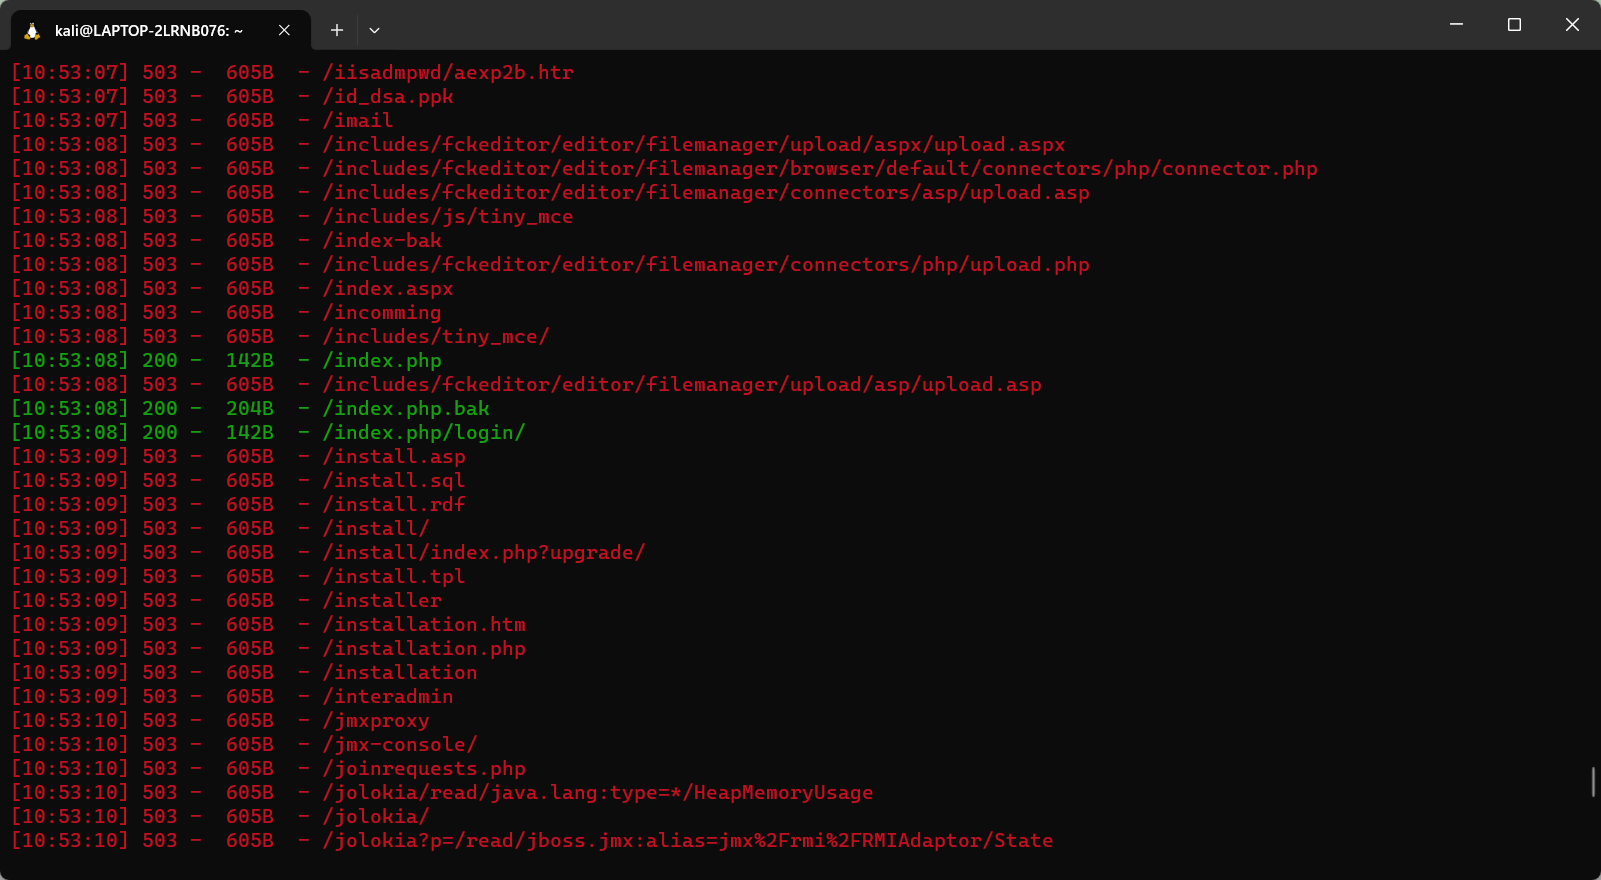 kali@LAPTOP-2LRNB076: ~
[10:53:07] 503 -  605B  - /iisadmpwd/aexp2b.htr
[10:53:07] 503 -  605B  - /id_dsa.ppk
[10:53:07] 503 -  605B  - /imail
[10:53:08] 503 -  605B  - /includes/fckeditor/editor/filemanager/upload/aspx/upload.aspx
[10:53:08] 503 -  605B  - /includes/fckeditor/editor/filemanager/browser/default/connectors/php/connector.php
[10:53:08] 503 -  605B  - /includes/fckeditor/editor/filemanager/connectors/asp/upload.asp
[10:53:08] 503 -  605B  - /includes/js/tiny_mce
[10:53:08] 503 -  605B  - /index-bak
[10:53:08] 503 -  605B  - /includes/fckeditor/editor/filemanager/connectors/php/upload.php
[10:53:08] 503 -  605B  - /index.aspx
[10:53:08] 503 -  605B  - /incomming
[10:53:08] 503 -  605B  - /includes/tiny_mce/
[10:53:08] 200 -  142B  - /index.php
[10:53:08] 503 -  605B  - /includes/fckeditor/editor/filemanager/upload/asp/upload.asp
[10:53:08] 200 -  204B  - /index.php.bak
[10:53:08] 200 -  142B  - /index.php/login/
[10:53:09] 503 -  605B  - /install.asp
[10:53:09] 503 -  605B  - /install.sql
[10:53:09] 503 -  605B  - /install.rdf
[10:53:09] 503 -  605B  - /install/
[10:53:09] 503 -  605B  - /install/index.php?upgrade/
[10:53:09] 503 -  605B  - /install.tpl
[10:53:09] 503 -  605B  - /installer
[10:53:09] 503 -  605B  - /installation.htm
[10:53:09] 503 -  605B  - /installation.php
[10:53:09] 503 -  605B  - /installation
[10:53:09] 503 -  605B  - /interadmin
[10:53:10] 503 -  605B  - /jmxproxy
[10:53:10] 503 -  605B  - /jmx-console/
[10:53:10] 503 -  605B  - /joinrequests.php
[10:53:10] 503 -  605B  - /jolokia/read/java.lang:type=*/HeapMemoryUsage
[10:53:10] 503 -  605B  - /jolokia/
[10:53:10] 503 -  605B  - /jolokia?p=/read/jboss.jmx:alias=jmx%2Frmi%2FRMIAdaptor/State